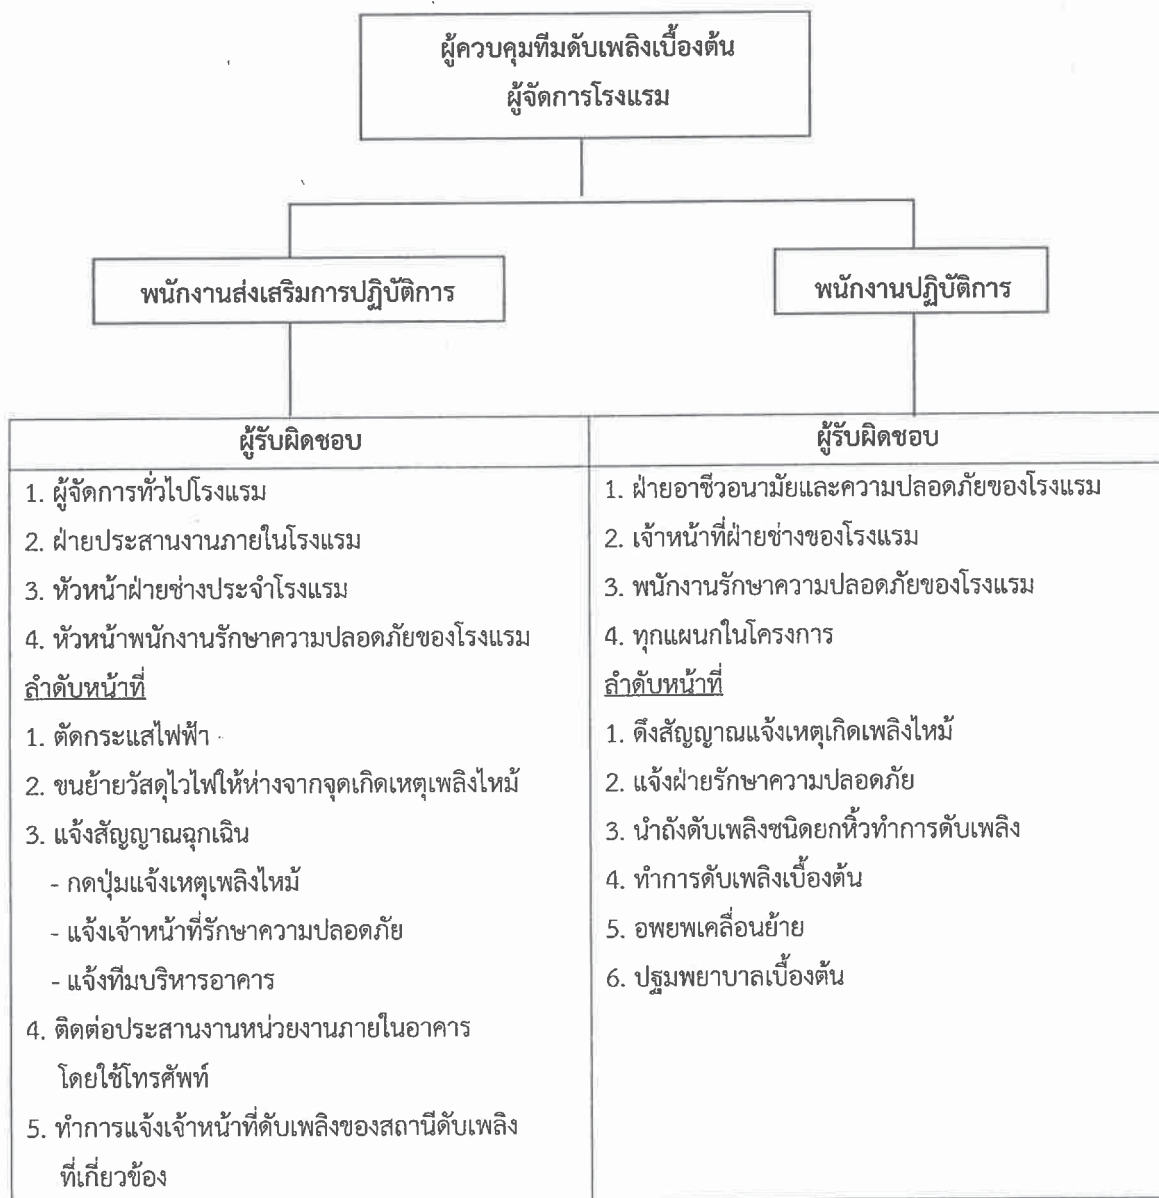 ผู้ควบคุมทีมดับเพลิงเบื้องต้น
ผู้จัดการโรงแรม
พนักงานส่งเสริมการปฏิบัติการ
พนักงานปฏิบัติการ
ผู้รับผิดชอบ
1. ผู้จัดการทั่วไปโรงแรม
2. ฝ่ายประสานงานภายในโรงแรม
3. หัวหน้าฝ่ายช่างประจำโรงแรม
4. หัวหน้าพนักงานรักษาความปลอดภัยของโรงแรม
ลำดับหน้าที่
1. ตัดกระแสไฟฟ้า
2. ขนย้ายวัสดุไวไฟให้ห่างจากจุดเกิดเหตุเพลิงไหม้
3. แจ้งสัญญาณฉุกเฉิน
- กดปุ่มแจ้งเหตุเพลิงไหม้
- แจ้งเจ้าหน้าที่รักษาความปลอดภัย
- แจ้งทีมบริหารอาคาร
4. ติดต่อประสานงานหน่วยงานภายในอาคาร
โดยใช้โทรศัพท์
5. ทำการแจ้งเจ้าหน้าที่ดับเพลิงของสถานีดับเพลิง
ที่เกี่ยวข้อง
ผู้รับผิดชอบ
1. ฝ่ายอาชีวอนามัยและความปลอดภัยของโรงแรม
2. เจ้าหน้าที่ฝ่ายช่างของโรงแรม
3. พนักงานรักษาความปลอดภัยของโรงแรม
4. ทุกแผนกในโครงการ
ลำดับหน้าที่
1. ดึงสัญญาณแจ้งเหตุเกิดเพลิงไหม้
2. แจ้งฝ่ายรักษาความปลอดภัย
3. นำถังดับเพลิงชนิดยกหิ้วทำการดับเพลิง
4. ทำการดับเพลิงเบื้องต้น
5. อพยพเคลื่อนย้าย
6. ปฐมพยาบาลเบื้องต้น